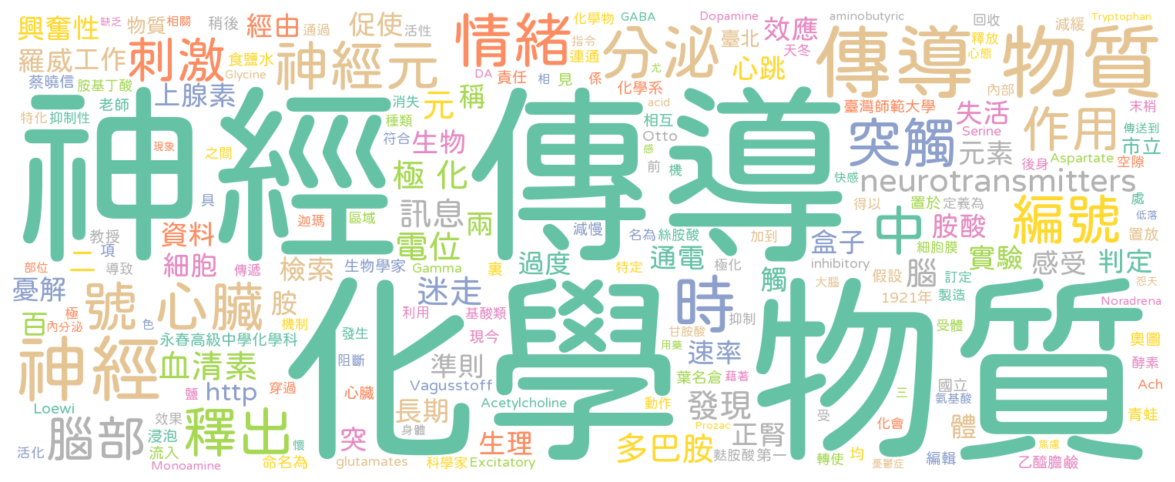 神經傳導
化學物質
傳導物質
神經元
情緒
分泌
刺激
突觸
作用
編號
neurotransmitters
神經
號
心臟
時
中
腦部
釋出
羅威工作
興奮性
物質
相關
缺乏
稍後
經由
通過
促使
活性
蔡曉信
食鹽水
Glycine
胺基丁酸
老師
上腺素
特化
抑制性
消失
種類
符合
元
稱
生物
極化
DA
責任
相
見
係
指令
連通
化學物
GABA
化學系
天冬
心跳
Dopamine
臺北
效應
aminobutyric
回收
釋放
心態
減緩
Tryptophan
內部
臺灣師範大學
失活
末梢
傳送到
市立
Serine
元素
後身
Aspartate
空隙
acid
尤
相互
Otto
感
前
機
快感
得以
置於
定義為
處
低落
置放
胺酸
細胞膜
現象
之間
具
迦瑪
區域
訊息
兩
電位
減慢
名為
絲胺酸
加到
盒子
通電
過度
教授
項
資料
二
部位
導致
細胞
傳遞
檢索
生物學家
Gamma
裏
特定
極化
觸
inhibitory
大腦
腦
假設
實驗
感受
訂定
判定
怨天
1921年
製造
Noradrena
憂解
百
極
內分泌
色
胺
機制
迷走
利用
基酸類
抑制
甘胺酸
受體
永春高級中學化學科
發生
現今
準則
阻斷
用藥
速率
奧圖
酵素
血清素
http
鹽
穿過
心臟
Vagusstoff
葉名倉
藉著
國立
氨基酸
三
Ach
Loewi
浸泡
效果
長期
身體
Acetylcholine
動作
發現
受
化會
體
青蛙
活化
流入
懷
突
生理
Prozac
多巴胺
正腎
麩胺酸
第一
Monoamine
命名為
glutamates
科學家
Excitatory
憂鬱症
轉使
均
編輯
焦慮
乙醯膽鹼